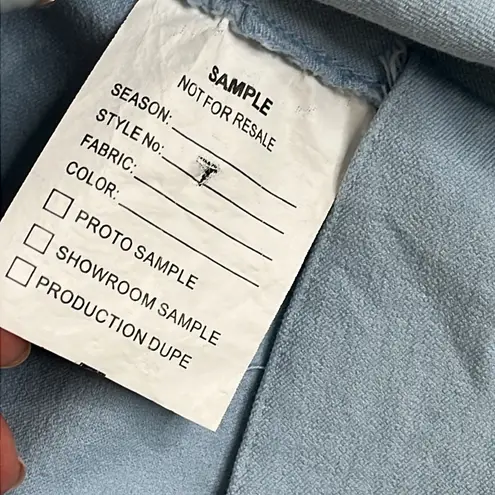 SAMPLE
NOT FOR RESALE
SEASON:
STYLE No:
FABRIC:
COLOR:
PROTO SAMPLE
SHOWROOM SAMPLE
PRODUCTION DUPE